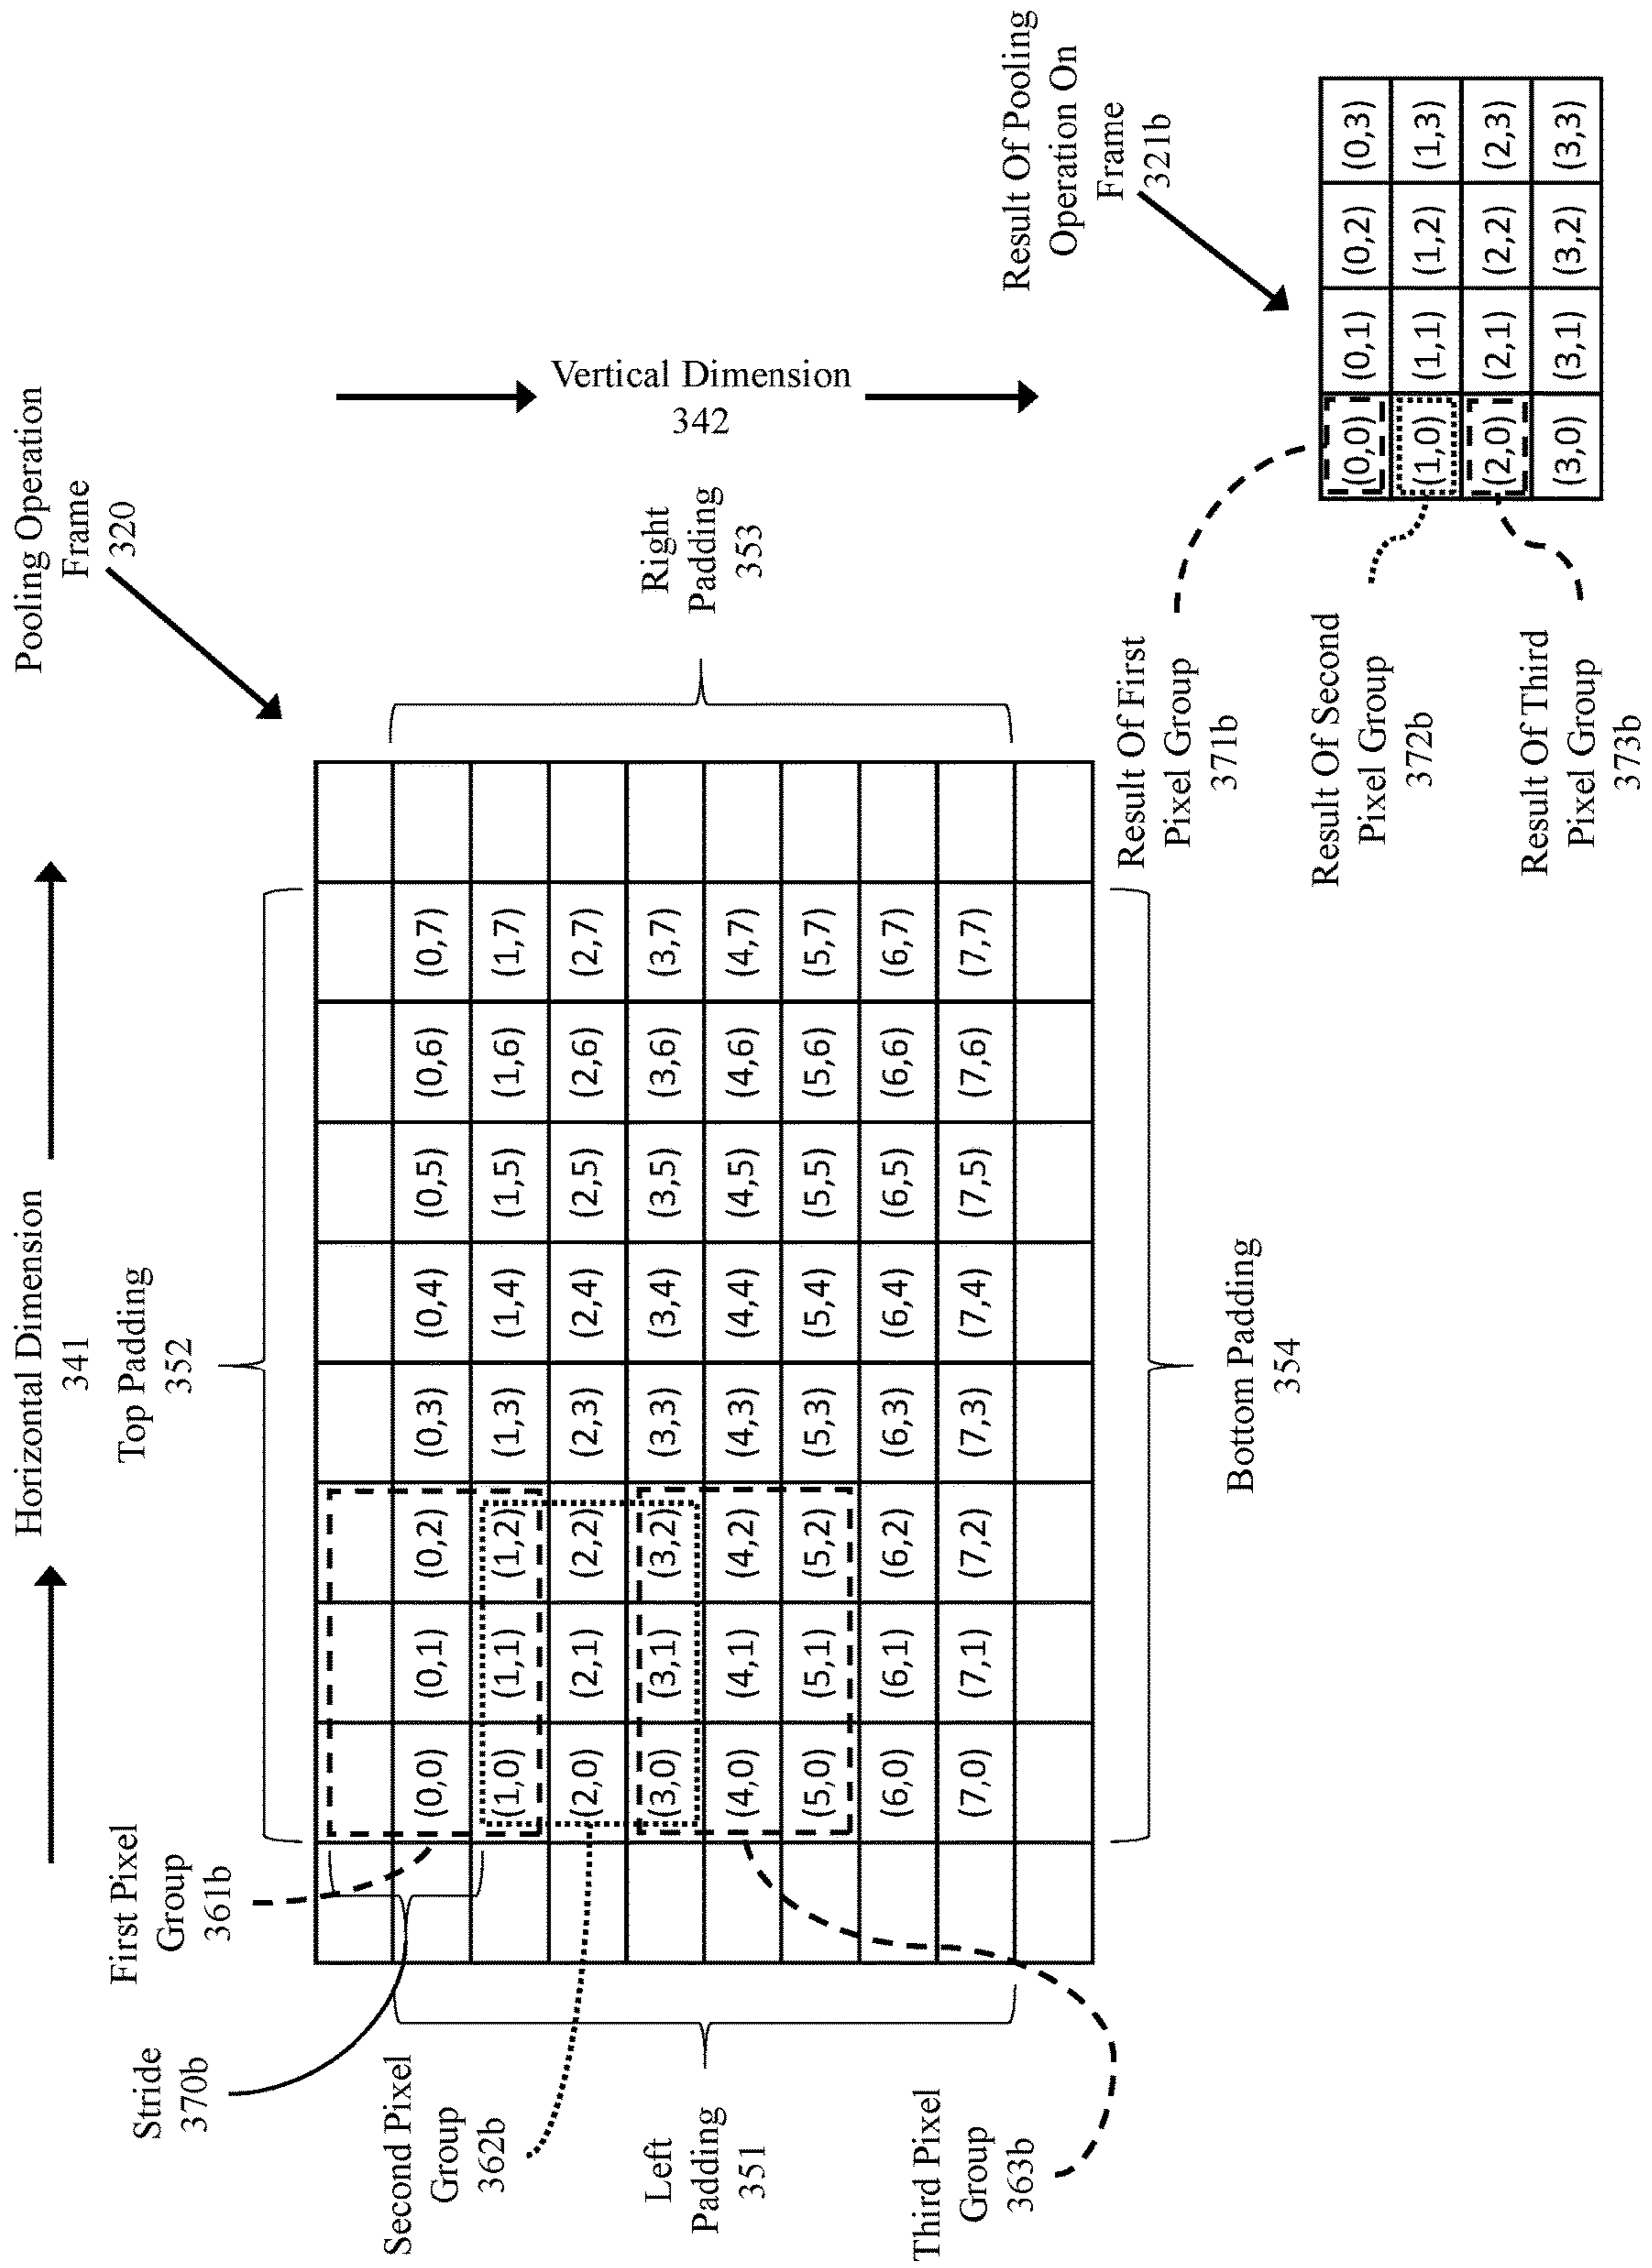 Horizontal Dimension
341
Pooling Operation
Frame
320
Top Padding
352
First Pixel
Group
361b
Stride
370b
Second Pixel
Group
362b
Left
Padding
351
Third Pixel
Group
363b
(0,0) (0,1) (0,2) (0,3) (0,4) (0,5) (0,6) (0,7)
(1,0) (1,1) (1,2) (1,3) (1,4) (1,5) (1,6) (1,7)
(2,0) (2,1) (2,2) (2,3) (2,4) (2,5) (2,6) (2,7)
(3,0) (3,1) (3,2) (3,3) (3,4) (3,5) (3,6) (3,7)
(4,0) (4,1) (4,2) (4,3) (4,4) (4,5) (4,6) (4,7)
(5,0) (5,1) (5,2) (5,3) (5,4) (5,5) (5,6) (5,7)
(6,0) (6,1) (6,2) (6,3) (6,4) (6,5) (6,6) (6,7)
(7,0) (7,1) (7,2) (7,3) (7,4) (7,5) (7,6) (7,7)
Right
Padding
353
Vertical Dimension
342
Bottom Padding
354
Result Of Pooling
Operation On
Frame
321b
Result Of First
Pixel Group
371b
Result Of Second
Pixel Group
372b
Result Of Third
Pixel Group
373b
(0,0) (0,1) (0,2) (0,3)
(1,0) (1,1) (1,2) (1,3)
(2,0) (2,1) (2,2) (2,3)
(3,0) (3,1) (3,2) (3,3)